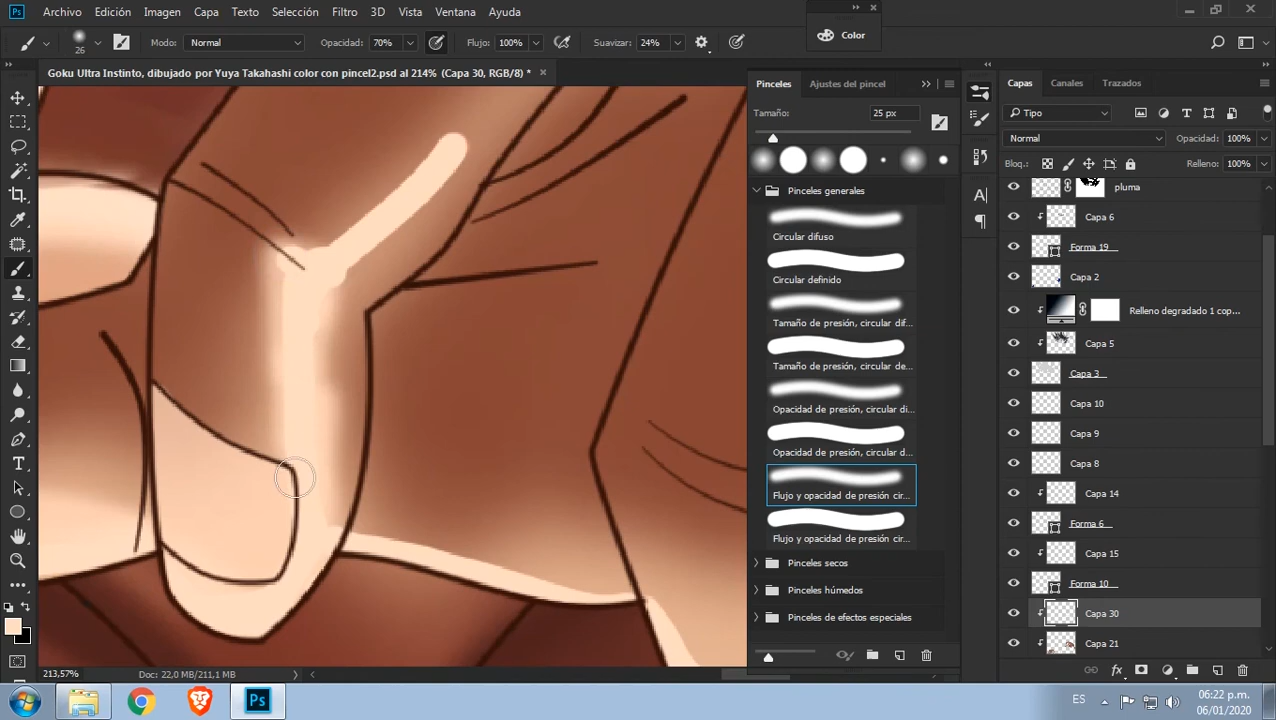 Ps Archivo Edición Imagen Capa Texto Selección Filtro 3D Vista Ventana Ayuda
Color
26 Modo: Normal Opacidad: 70% Flujo: 100% Suavizar: 24%
Goku Ultra Instinto, dibujado por Yuya Takahashi color con pincel2.psd al 214% (Capa 30, RGB/8) *
Pinceles Ajustes del pincel
Tamaño: 25 px
Pinceles generales
Circular difuso
Circular definido
Tamaño de presión, circular dif...
Tamaño de presión, circular de...
Opacidad de presión, circular di...
Opacidad de presión, circular d...
Flujo y opacidad de presión cir...
Flujo y opacidad de presión cir...
Pinceles secos
Pinceles húmedos
Pinceles de efectos especiales
Capas Canales Trazados
Tipo
Normal Opacidad: 100%
Bloq.: Relleno: 100%
pluma
Capa 6
Forma 19
Capa 2
Relleno degradado 1 cop...
Capa 5
Capa 3
Capa 10
Capa 9
Capa 8
Capa 14
Forma 6
Capa 15
Forma 10
Capa 30
Capa 21
fx
213,57% Doc: 22,0 MB/211,1 MB
Ps
ES
06:22 p.m.
06/01/2020